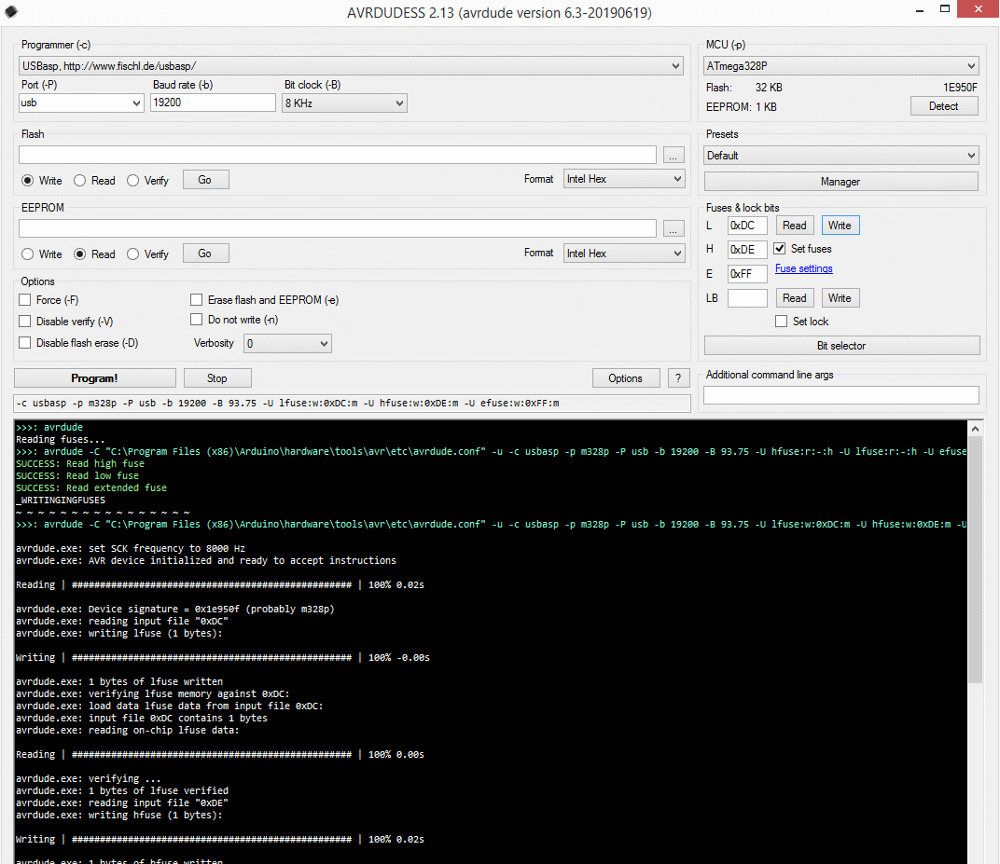 AVRDUDESS 2.13 (avrdude version 6.3-20190619)
Programmer (-c)
USBasp, http://www.fischl.de/usbasp/
Port (-P) Baud rate (-b) Bit clock (-B)
usb 19200 8 KHz
MCU (-p)
ATmega328P
Flash: 32 KB 1E950F
EEPROM: 1 KB Detect
Flash
...
Write Read Verify Go Format Intel Hex
Presets
Default
Manager
EEPROM
...
Write Read Verify Go Format Intel Hex
Fuses & lock bits
L 0xDC Read Write
H 0xDE Set fuses
E 0xFF Fuse settings
LB Read Write
Set lock
Bit selector
Options
Force (-F) Erase flash and EEPROM (-e)
Disable verify (-V) Do not write (-n)
Disable flash erase (-D) Verbosity 0
Program! Stop Options ?
Additional command line args
-c usbasp -p m328p -P usb -b 19200 -B 93.75 -U lfuse:w:0xDC:m -U hfuse:w:0xDE:m -U efuse:w:0xFF:m
>>>: avrdude
Reading fuses...
>>>: avrdude -C "C:\Program Files (x86)\Arduino\hardware\tools\avr\etc\avrdude.conf" -u -c usbasp -p m328p -P usb -b 19200 -B 93.75 -U hfuse:r:-:h -U lfuse:r:-:h -U efuse
SUCCESS: Read high fuse
SUCCESS: Read low fuse
SUCCESS: Read extended fuse
_WRITINGINGFUSES
~ ~ ~ ~ ~ ~ ~ ~ ~ ~ ~ ~ ~ ~ ~ ~
>>>: avrdude -C "C:\Program Files (x86)\Arduino\hardware\tools\avr\etc\avrdude.conf" -u -c usbasp -p m328p -P usb -b 19200 -B 93.75 -U lfuse:w:0xDC:m -U hfuse:w:0xDE:m -U
avrdude.exe: set SCK frequency to 8000 Hz
avrdude.exe: AVR device initialized and ready to accept instructions
Reading | ################################################## | 100% 0.02s
avrdude.exe: Device signature = 0x1e950f (probably m328p)
avrdude.exe: reading input file "0xDC"
avrdude.exe: writing lfuse (1 bytes):
Writing | ################################################## | 100% -0.00s
avrdude.exe: 1 bytes of lfuse written
avrdude.exe: verifying lfuse memory against 0xDC:
avrdude.exe: load data lfuse data from input file 0xDC:
avrdude.exe: input file 0xDC contains 1 bytes
avrdude.exe: reading on-chip lfuse data:
Reading | ################################################## | 100% 0.00s
avrdude.exe: verifying ...
avrdude.exe: 1 bytes of lfuse verified
avrdude.exe: reading input file "0xDE"
avrdude.exe: writing hfuse (1 bytes):
Writing | ################################################## | 100% 0.02s
avrdude.exe: 1 bytes of hfuse written